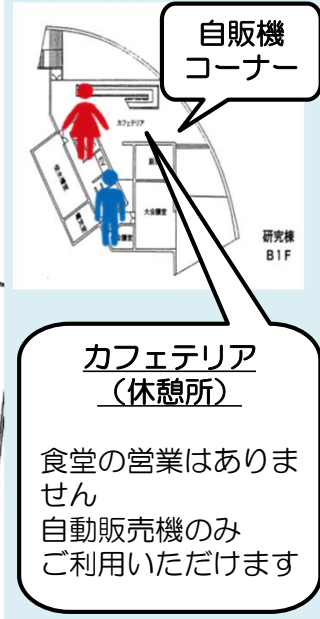 自販機
コーナー
カフェテリア
大会議室
研究棟
B1F
カフェテリア
（休憩所）
食堂の営業はありま
せん
自動販売機のみ
ご利用いただけます